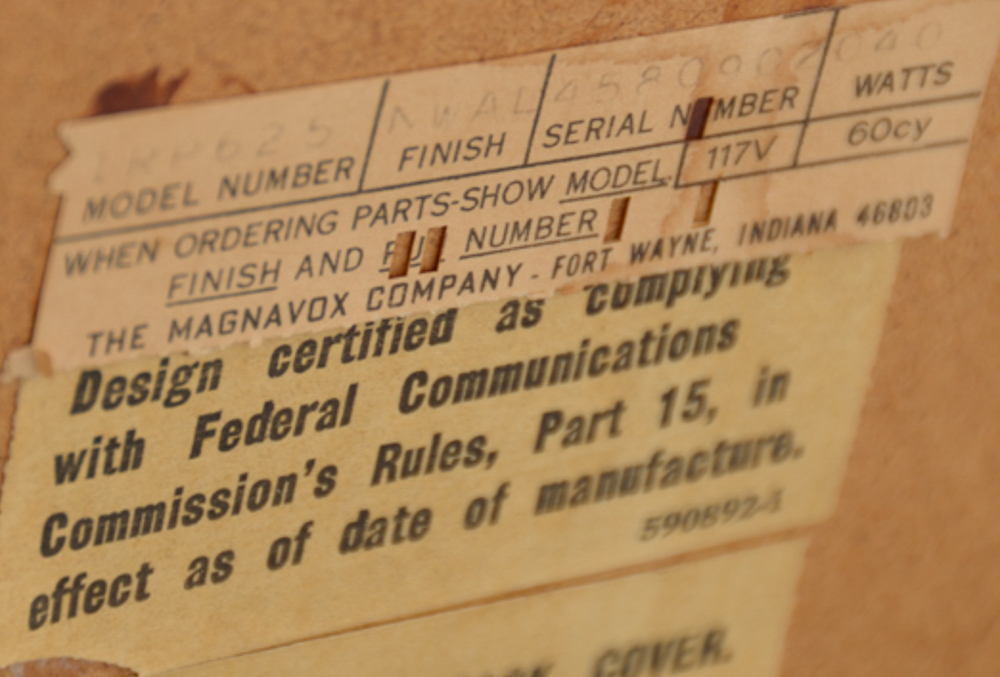 MODEL NUMBER FINISH SERIAL NUMBER WATTS
WHEN ORDERING PARTS-SHOW MODEL, 117V 60cy
FINISH AND NUMBER
THE MAGNAVOX COMPANY - FORT WAYNE, INDIANA 46803
Design certified as complying
with Federal Communications
Commission's Rules, Part 15, in
effect as of date of manufacture.
590892-1
COVER.